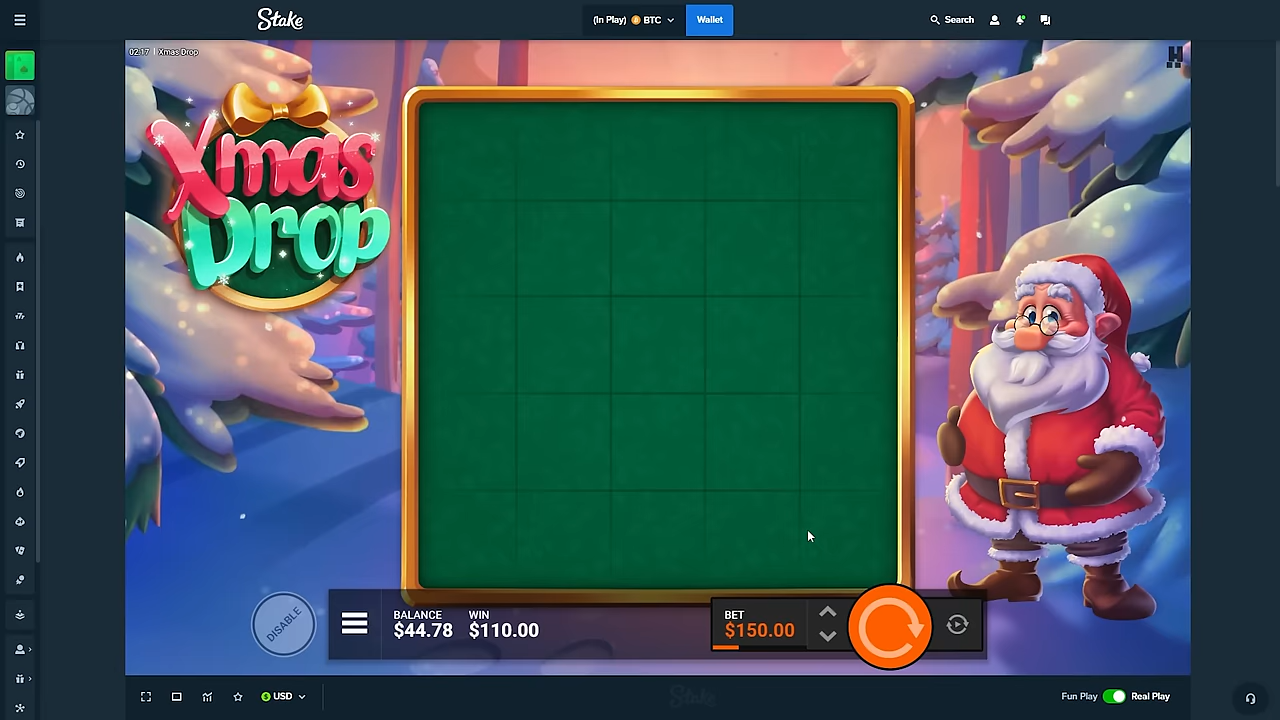 Stake
(In Play) BTC
Wallet
Search
02:17 | Xmas Drop
Xmas
Drop
DISABLE
BALANCE
$44.78
WIN
$110.00
BET
$150.00
USD
Stake
Fun Play
Real Play